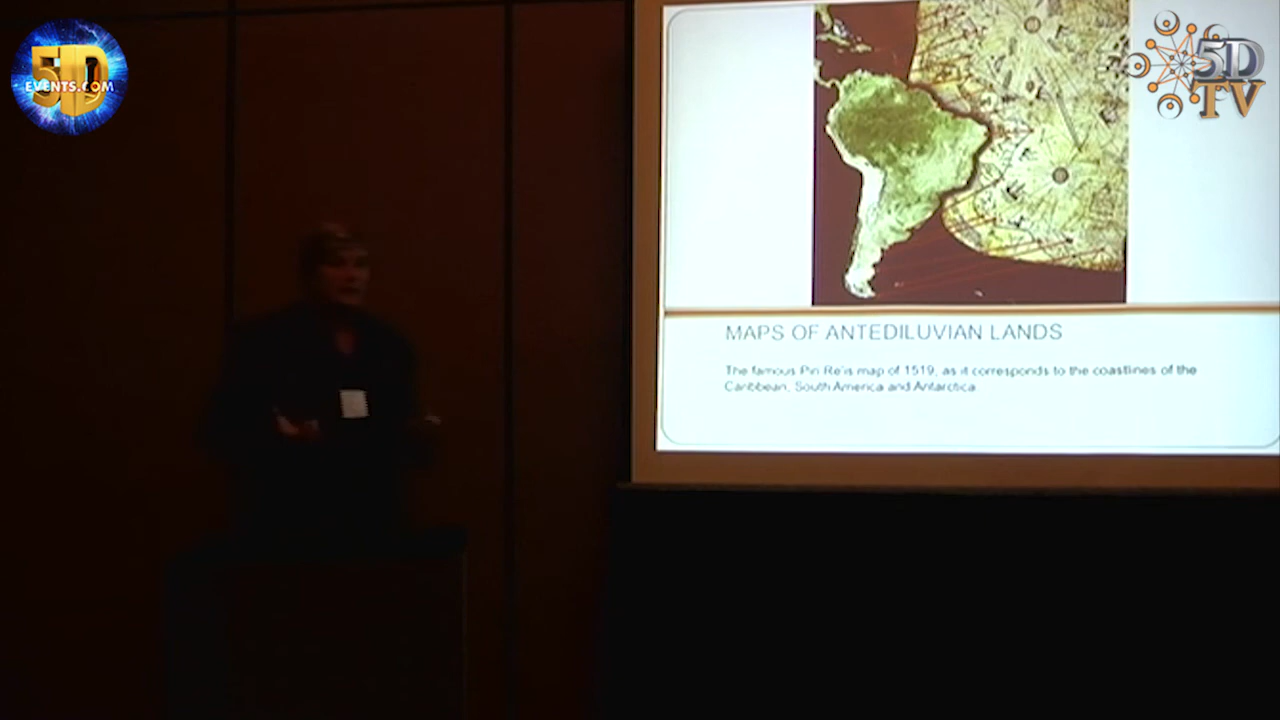 5D
EVENTS.COM
5D
TV
MAPS OF ANTEDILUVIAN LANDS
The famous Piri Re'is map of 1519, as it corresponds to the coastlines of the
Caribbean, South America and Antarctica